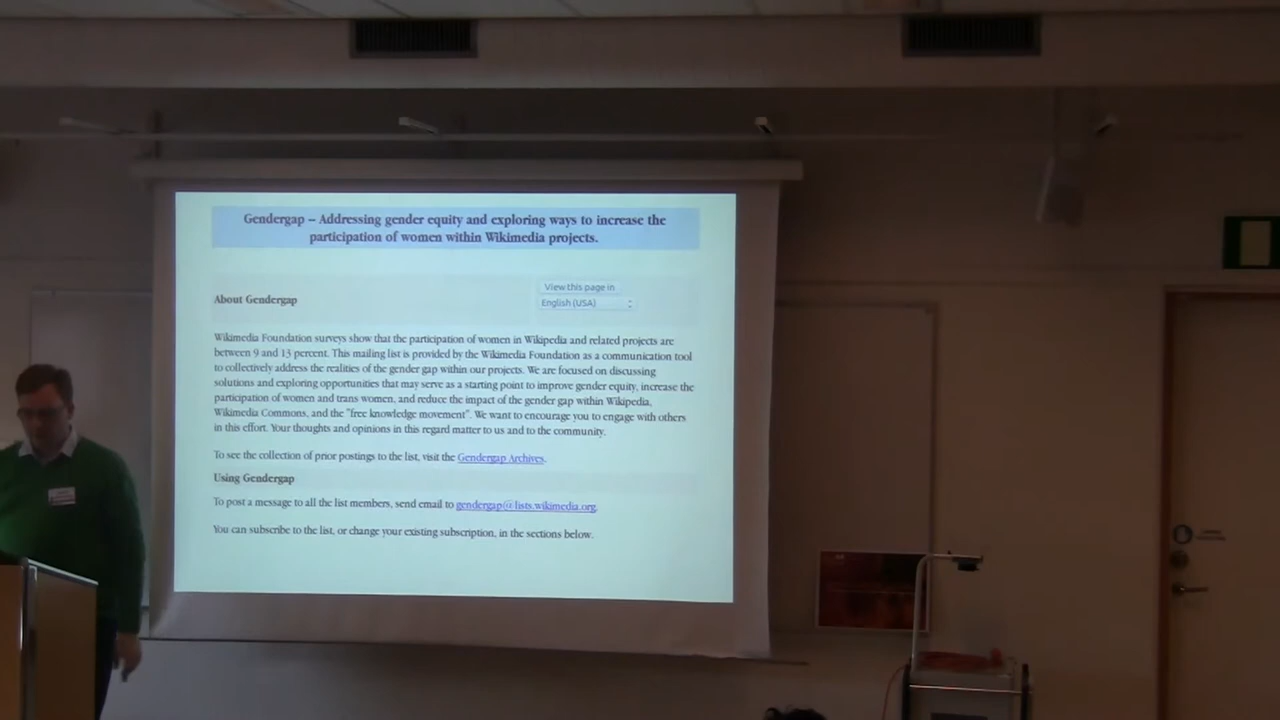 Gendergap – Addressing gender equity and exploring ways to increase the
participation of women within Wikimedia projects.
View this page in
About Gendergap
English (USA)
Wikimedia Foundation surveys show that the participation of women in Wikipedia and related projects are
between 9 and 13 percent. This mailing list is provided by the Wikimedia Foundation as a communication tool
to collectively address the realities of the gender gap within our projects. We are focused on discussing
solutions and exploring opportunities that may serve as a starting point to improve gender equity, increase the
participation of women and trans women, and reduce the impact of the gender gap within Wikipedia,
Wikimedia Commons, and the "free knowledge movement". We want to encourage you to engage with others
in this effort. Your thoughts and opinions in this regard matter to us and to the community.
To see the collection of prior postings to the list, visit the Gendergap Archives.
Using Gendergap
To post a message to all the list members, send email to gendergap@lists.wikimedia.org.
You can subscribe to the list, or change your existing subscription, in the sections below.